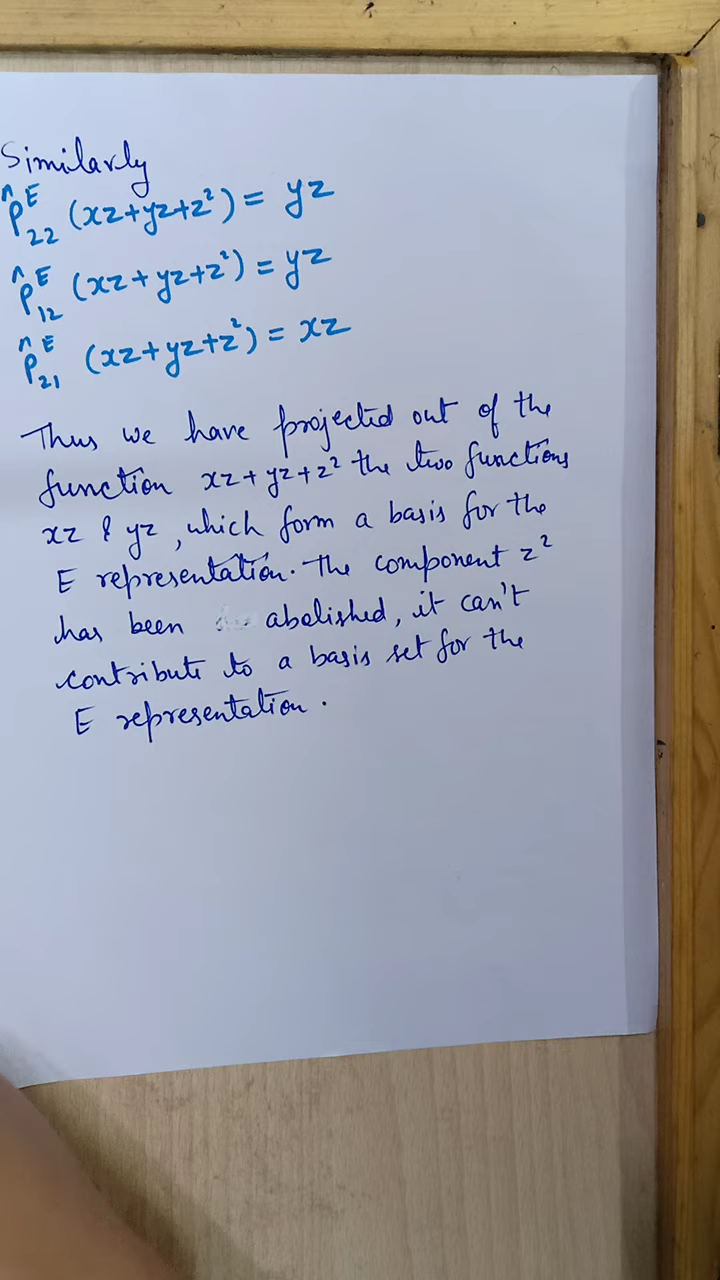 Similarly
P̂ᴱ₂₂ (xz+yz+z²) = yz
P̂ᴱ₁₂ (xz+yz+z²) = yz
P̂ᴱ₂₁ (xz+yz+z²) = xz
Thus we have projected out of the
function xz+yz+z² the two functions
xz & yz, which form a basis for the
E representation. The component z²
has been abolished, it can't
contribute to a basis set for the
E representation.